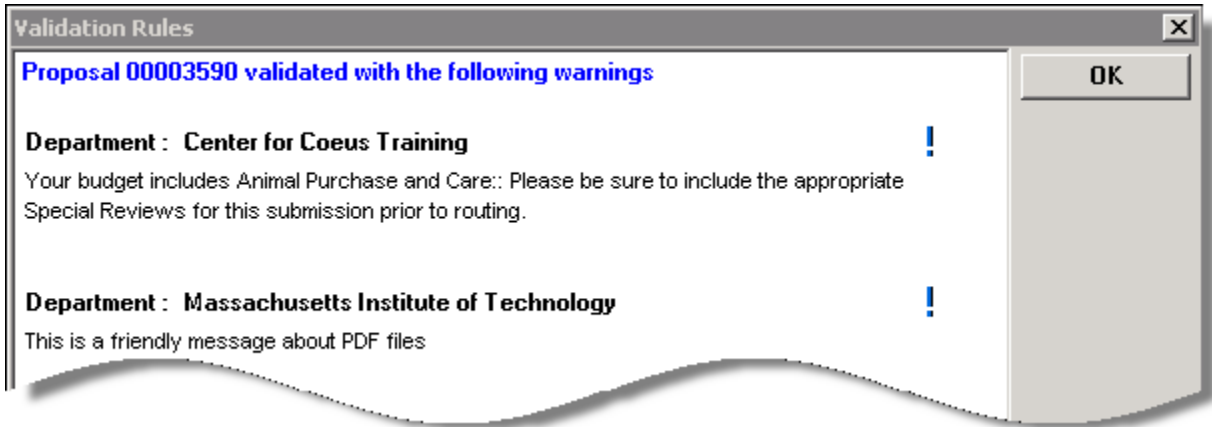 Validation Rules
Proposal 00003590 validated with the following warnings
OK
Department : Center for Coeus Training
!
Your budget includes Animal Purchase and Care:: Please be sure to include the appropriate
Special Reviews for this submission prior to routing.
Department : Massachusetts Institute of Technology
!
This is a friendly message about PDF files